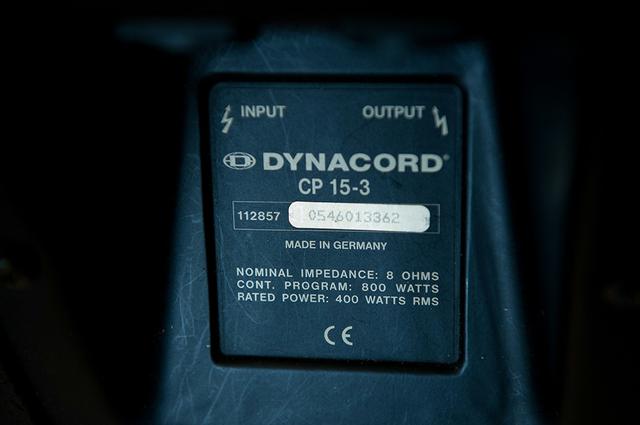 INPUT OUTPUT
DYNACORD®
CP 15-3
112857 0546013362
MADE IN GERMANY
NOMINAL IMPEDANCE: 8 OHMS
CONT. PROGRAM: 800 WATTS
RATED POWER: 400 WATTS RMS
CE